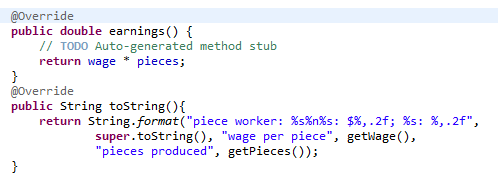 @Override
public double earnings() {
    // TODO Auto-generated method stub
    return wage * pieces;
}
@Override
public String toString(){
    return String.format("piece worker: %s%n%s: $%,.2f; %s: %,.2f",
            super.toString(), "wage per piece", getWage(),
            "pieces produced", getPieces());
}